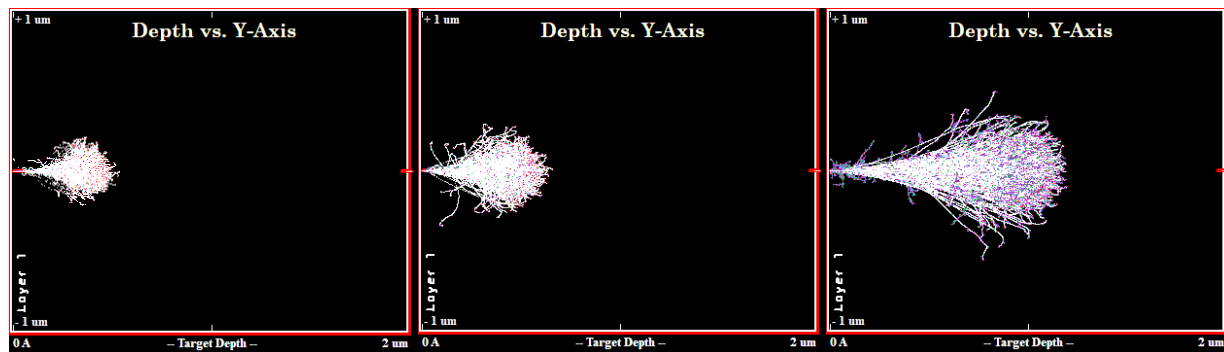 + 1 um
Depth vs. Y-Axis
Layer 1
- 1 um
0 A
-- Target Depth --
2 um
+ 1 um
Depth vs. Y-Axis
Layer 1
- 1 um
0 A
-- Target Depth --
2 um
+ 1 um
Depth vs. Y-Axis
Layer 1
- 1 um
0 A
-- Target Depth --
2 um